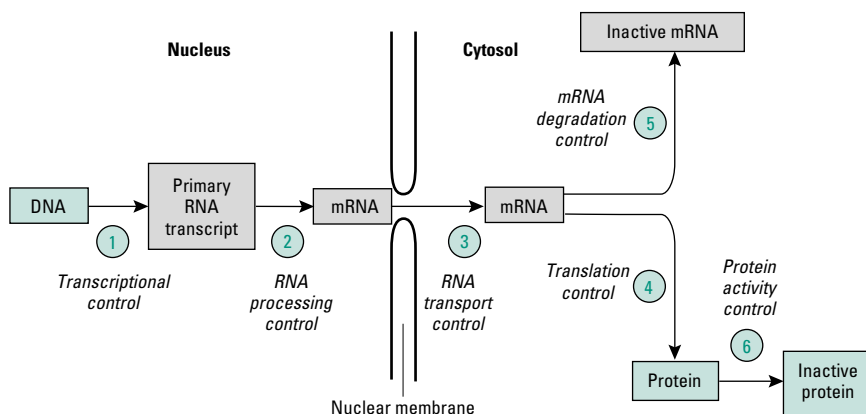 Nucleus
Cytosol
Inactive mRNA
mRNA
degradation
control
5
DNA
Primary
RNA
transcript
mRNA
mRNA
1
2
3
Transcriptional
control
RNA
processing
control
RNA
transport
control
Translation
control
4
Protein
activity
control
6
Protein
Inactive
protein
Nuclear membrane